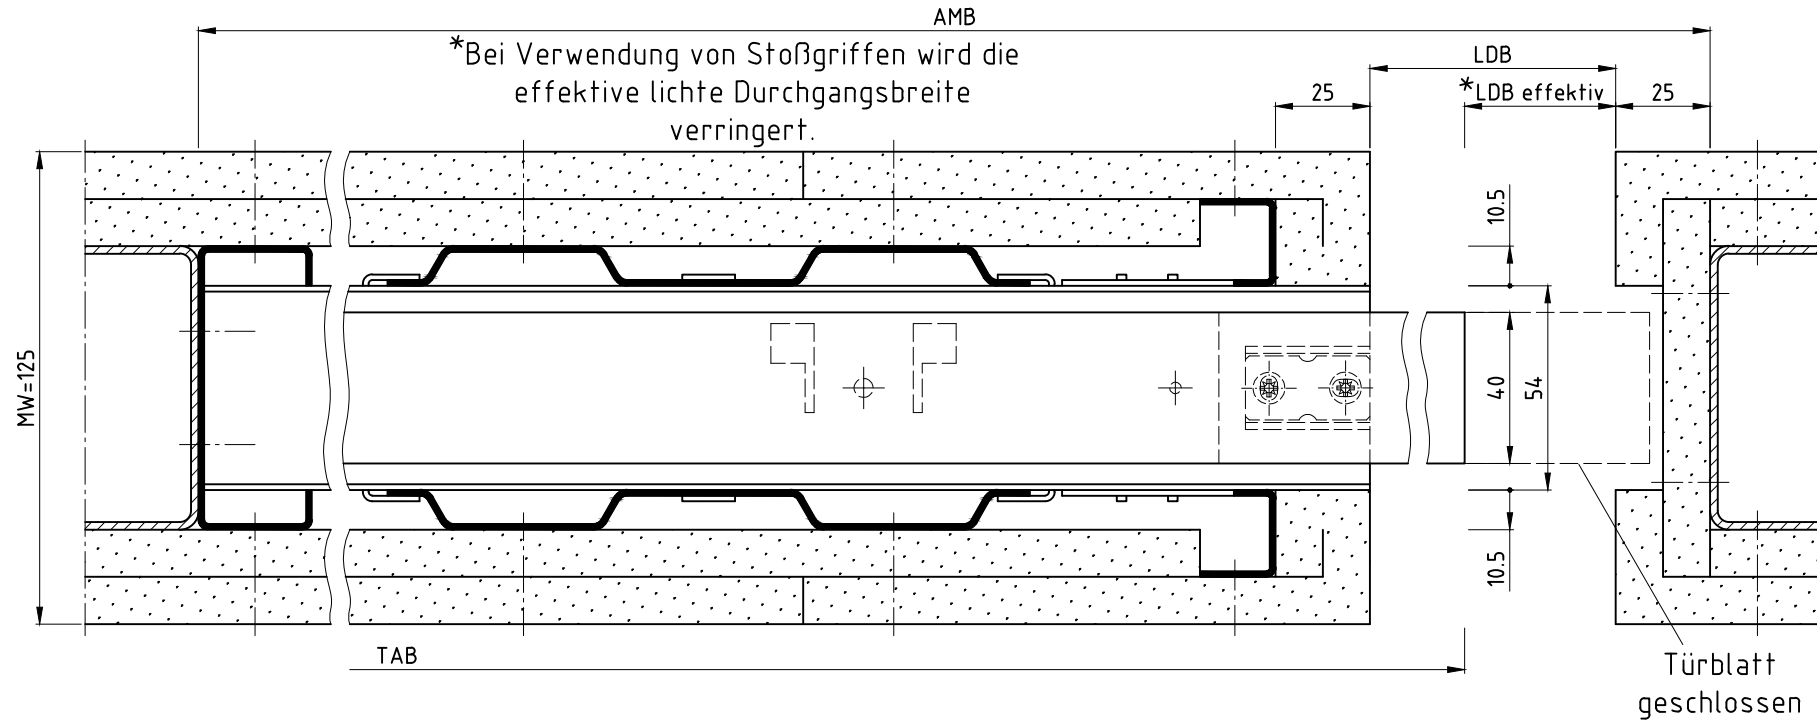 AMB
*Bei Verwendung von Stoßgriffen wird die
effektive lichte Durchgangsbreite
verringert.
LDB
*LDB effektiv
25
25
10.5
MW=125
40
54
10.5
TAB
Türblatt
geschlossen